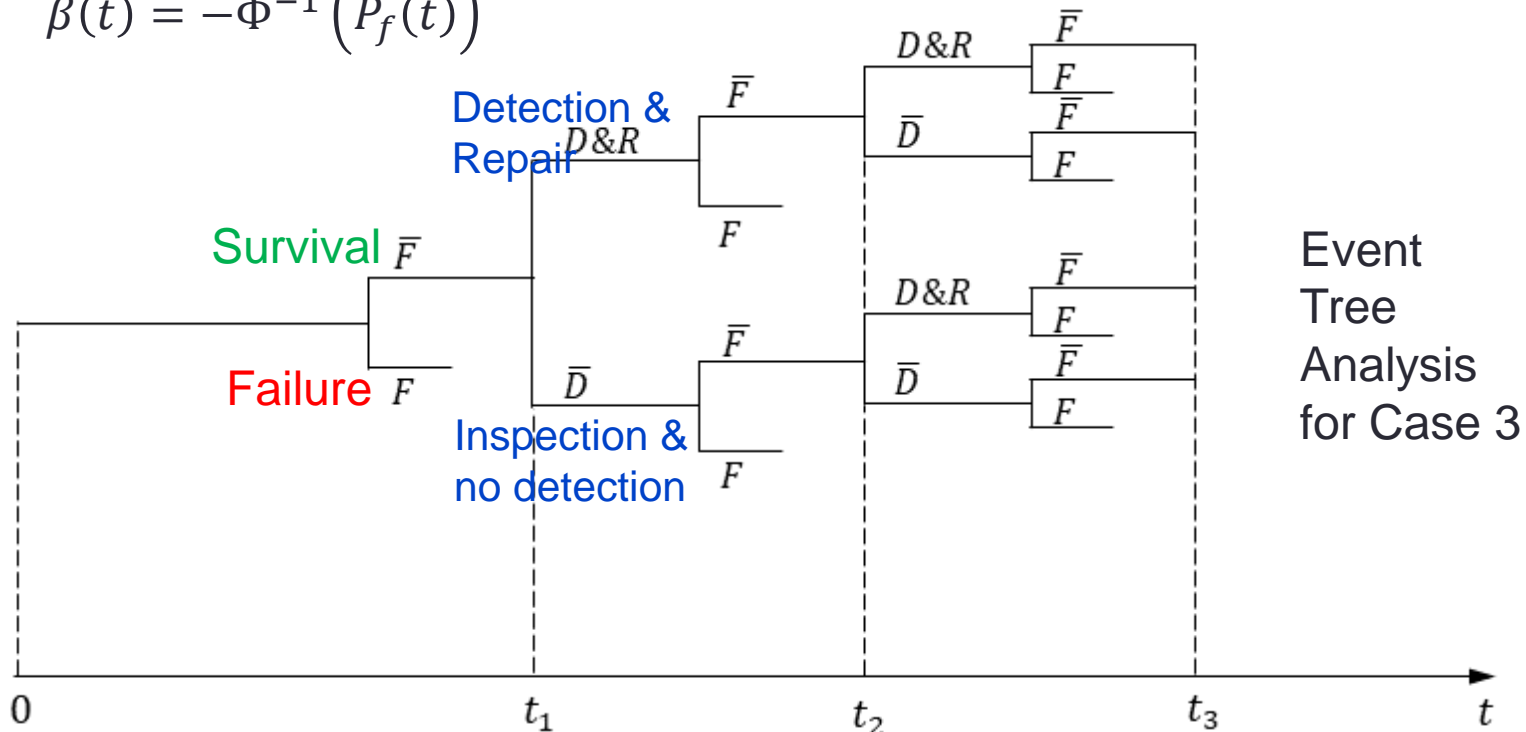 β(t) = −Φ⁻¹(P_f(t))
D&R
F̅
F
F̅
D̅
F
Detection &
Repair
D&R
F̅
F
Survival
F̅
Failure
F
D&R
F̅
F
F̅
D̅
F
D̅
F̅
F
Inspection &
no detection
Event
Tree
Analysis
for Case 3
0
t₁
t₂
t₃
t